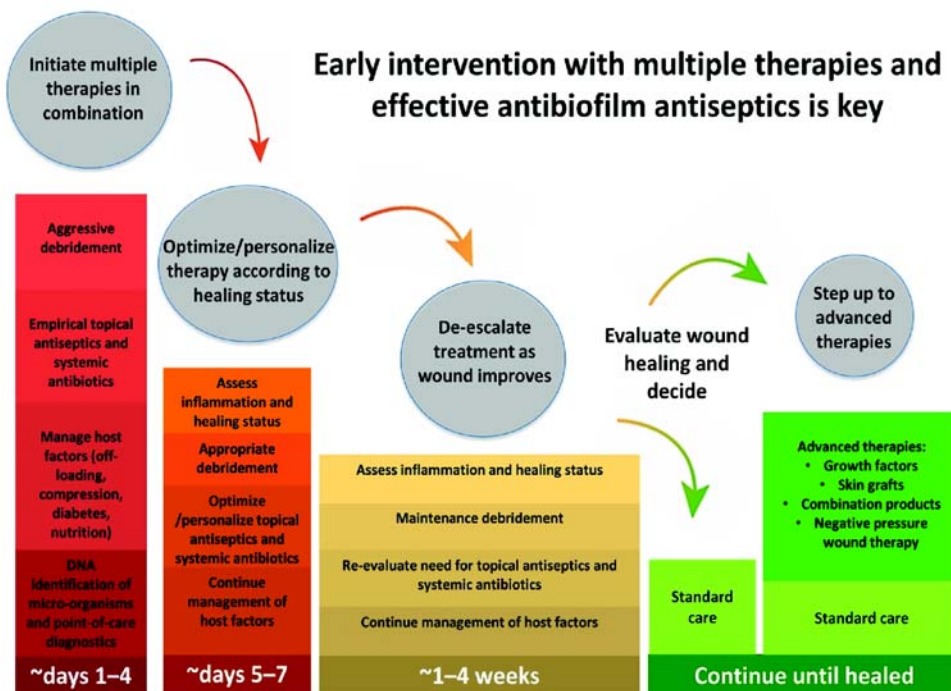 Early intervention with multiple therapies and
effective antibiofilm antiseptics is key
Initiate multiple
therapies in
combination
Aggressive
debridement
Empirical topical
antiseptics and
systemic
antibiotics
Manage host
factors (off-
loading,
compression,
diabetes,
nutrition)
DNA
identification of
micro-organisms
and point-of-care
diagnostics
~days 1–4
Optimize/personalize
therapy according to
healing status
Assess
inflammation and
healing status
Appropriate
debridement
Optimize
/personalize topical
antiseptics and
systemic antibiotics
Continue
management of
host factors
~days 5–7
De-escalate
treatment as
wound improves
Assess inflammation and healing status
Maintenance debridement
Re-evaluate need for topical antiseptics and
systemic antibiotics
Continue management of host factors
~1–4 weeks
Evaluate wound
healing and
decide
Standard
care
Step up to
advanced
therapies
Advanced therapies:
• Growth factors
• Skin grafts
• Combination products
• Negative pressure
wound therapy
Standard care
Continue until healed